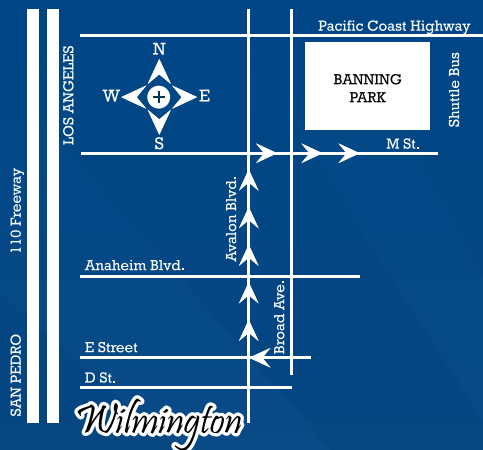 Pacific Coast Highway
N
W
E
S
LOS ANGELES
BANNING
PARK
Shuttle Bus
M St.
110 Freeway
Avalon Blvd.
Anaheim Blvd.
Broad Ave.
E Street
SAN PEDRO
D St.
Wilmington